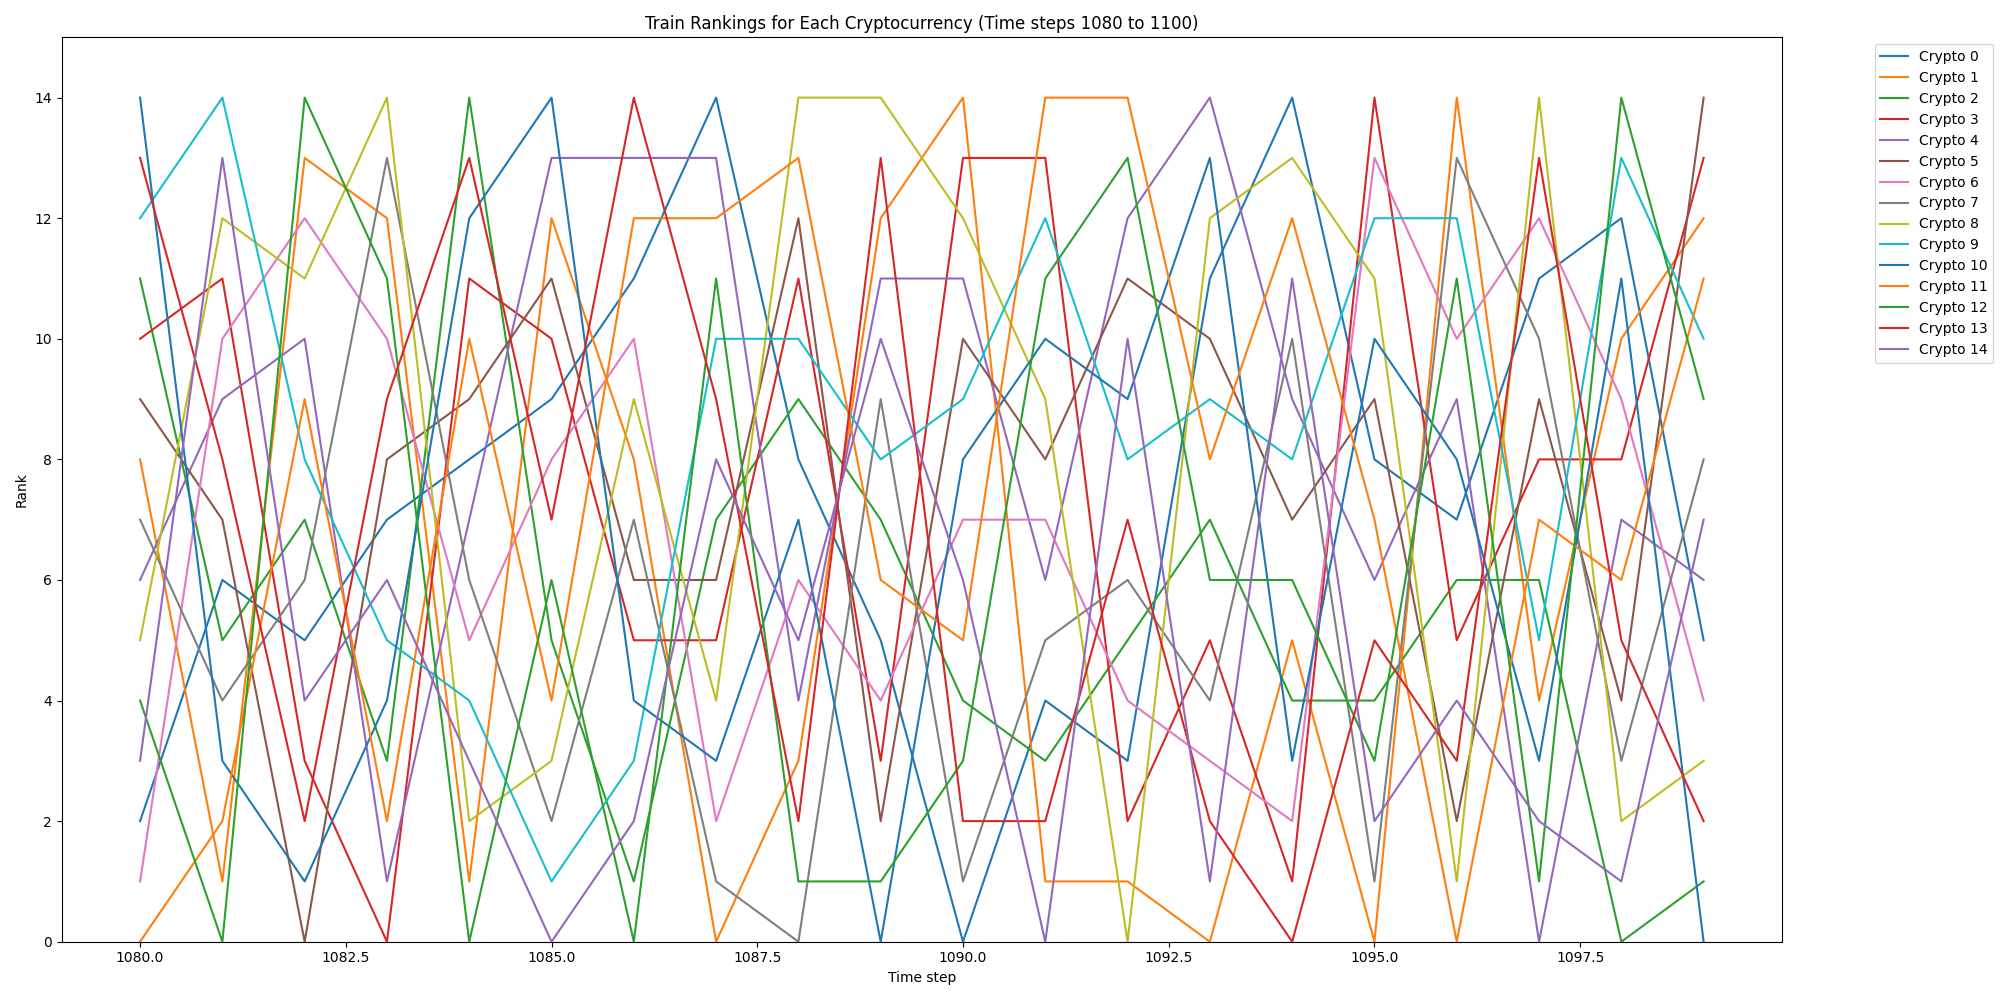 Train Rankings for Each Cryptocurrency (Time steps 1080 to 1100)
14
12
10
8
6
4
2
0
Rank
1080.0 1082.5 1085.0 1087.5 1090.0 1092.5 1095.0 1097.5
Time step
Crypto 0
Crypto 1
Crypto 2
Crypto 3
Crypto 4
Crypto 5
Crypto 6
Crypto 7
Crypto 8
Crypto 9
Crypto 10
Crypto 11
Crypto 12
Crypto 13
Crypto 14